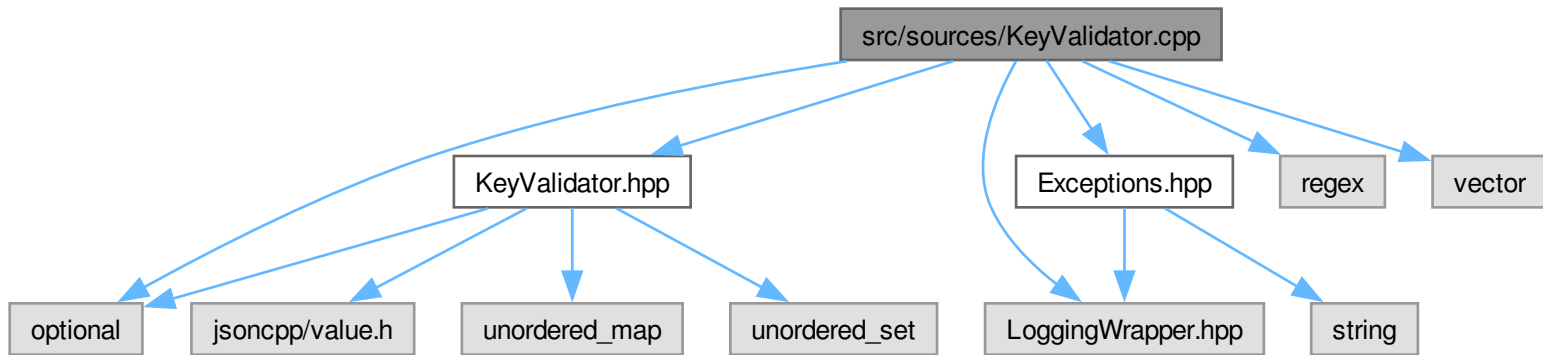 src/sources/KeyValidator.cpp
KeyValidator.hpp
Exceptions.hpp
regex
vector
optional
jsoncpp/value.h
unordered_map
unordered_set
LoggingWrapper.hpp
string